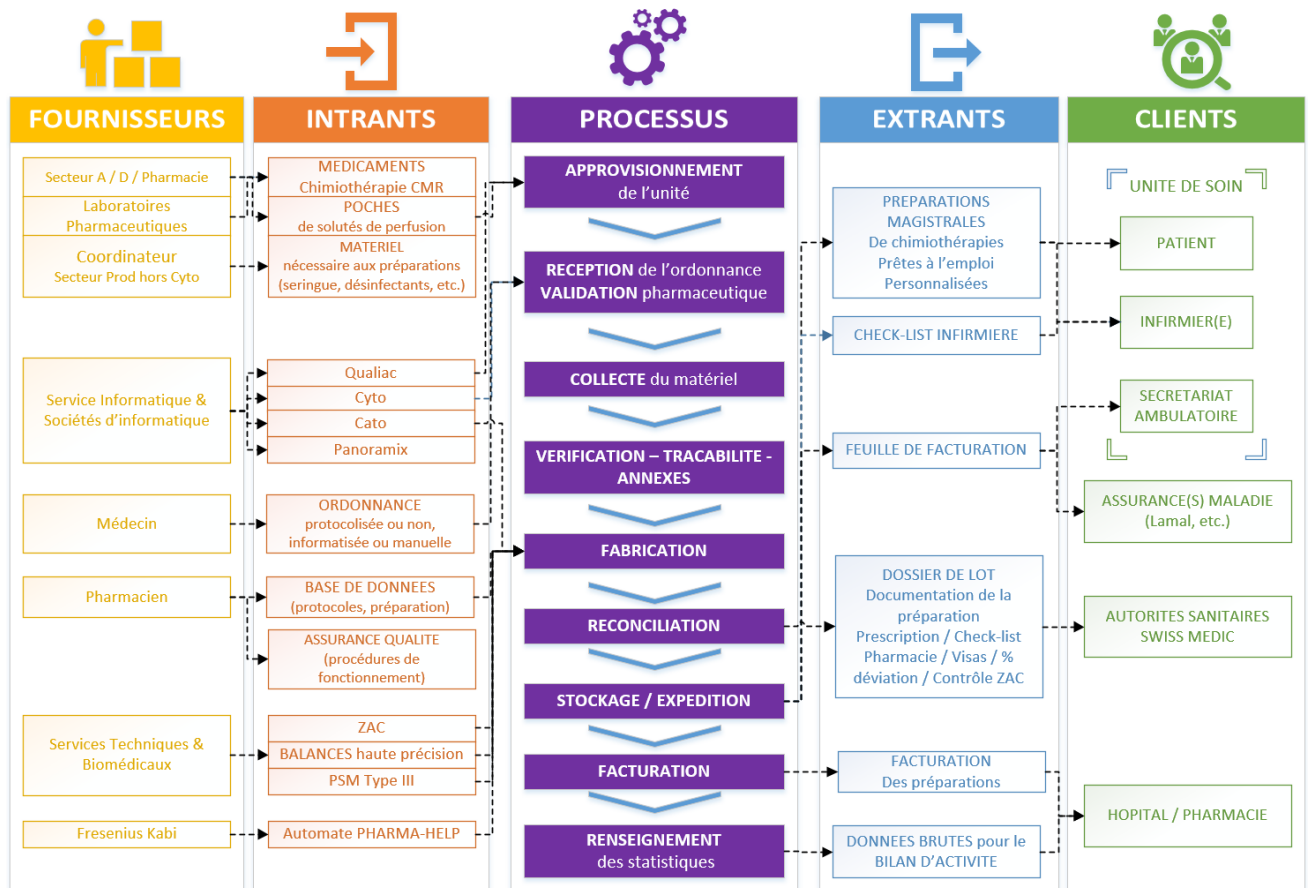 FOURNISSEURS
Secteur A / D / Pharmacie
Laboratoires
Pharmaceutiques
Coordinateur
Secteur Prod hors Cyto
Service Informatique &
Sociétés d’informatique
Médecin
Pharmacien
Services Techniques &
Biomédicaux
Fresenius Kabi
INTRANTS
MEDICAMENTS
Chimiothérapie CMR
POCHES
de solutés de perfusion
MATERIEL
nécessaire aux préparations
(seringue, désinfectants, etc.)
Qualiac
Cyto
Cato
Panoramix
ORDONNANCE
protocolisée ou non,
informatisée ou manuelle
BASE DE DONNEES
(protocoles, préparation)
ASSURANCE QUALITE
(procédures de
fonctionnement)
ZAC
BALANCES haute précision
PSM Type III
Automate PHARMA-HELP
PROCESSUS
APPROVISIONNEMENT
de l’unité
RECEPTION de l’ordonnance
VALIDATION pharmaceutique
COLLECTE du matériel
VERIFICATION – TRACABILITE -
ANNEXES
FABRICATION
RECONCILIATION
STOCKAGE / EXPEDITION
FACTURATION
RENSEIGNEMENT
des statistiques
EXTRANTS
PREPARATIONS
MAGISTRALES
De chimiothérapies
Prêtes à l’emploi
Personnalisées
CHECK-LIST INFIRMIERE
FEUILLE DE FACTURATION
DOSSIER DE LOT
Documentation de la
préparation
Prescription / Check-list
Pharmacie / Visas / %
déviation / Contrôle ZAC
FACTURATION
Des préparations
DONNEES BRUTES pour le
BILAN D’ACTIVITE
CLIENTS
UNITE DE SOIN
PATIENT
INFIRMIER(E)
SECRETARIAT
AMBULATOIRE
ASSURANCE(S) MALADIE
(Lamal, etc.)
AUTORITES SANITAIRES
SWISS MEDIC
HOPITAL / PHARMACIE